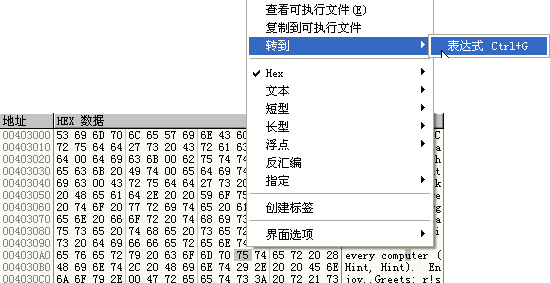 查看可执行文件(E)
复制到可执行文件
转到
表达式 Ctrl+G
Hex
文本
短型
长型
浮点
反汇编
指定
创建标签
界面选项
地址 HEX 数据
00403000 53 69 6D 70 6C 65 57 69 6E 43
00403010 72 75 64 64 27 73 20 43 72 61 63
00403020 64 00 64 69 63 6B 00 62 75 74 74
00403030 65 63 6B 20 49 74 00 65 64
00403040 69 63 00 43 72 75 64 64 27 73
00403050 20 48 65 61 64 2E 20 20 59 6F
00403060 20 74 6F 20 77 72 69 74 65 20 61
00403070 65 6E 20 66 6F 72 20 74 68 69 73
00403080 75 73 65 20 74 68 65 20 73
00403090 73 20 64 69 66 66 65 72 65
004030A0 65 76 65 72 79 20 63 6F 6D 70 75 74 65 72 20 28 every computer (
004030B0 48 69 6E 74 2C 20 48 69 6E 74 29 2E 20 20 45 6E Hint, Hint).  En
004030C0 6A 6F 79 2E 00 47 72 65 65 74 73 3A 20 72 21 73 joy..Greets: r!s